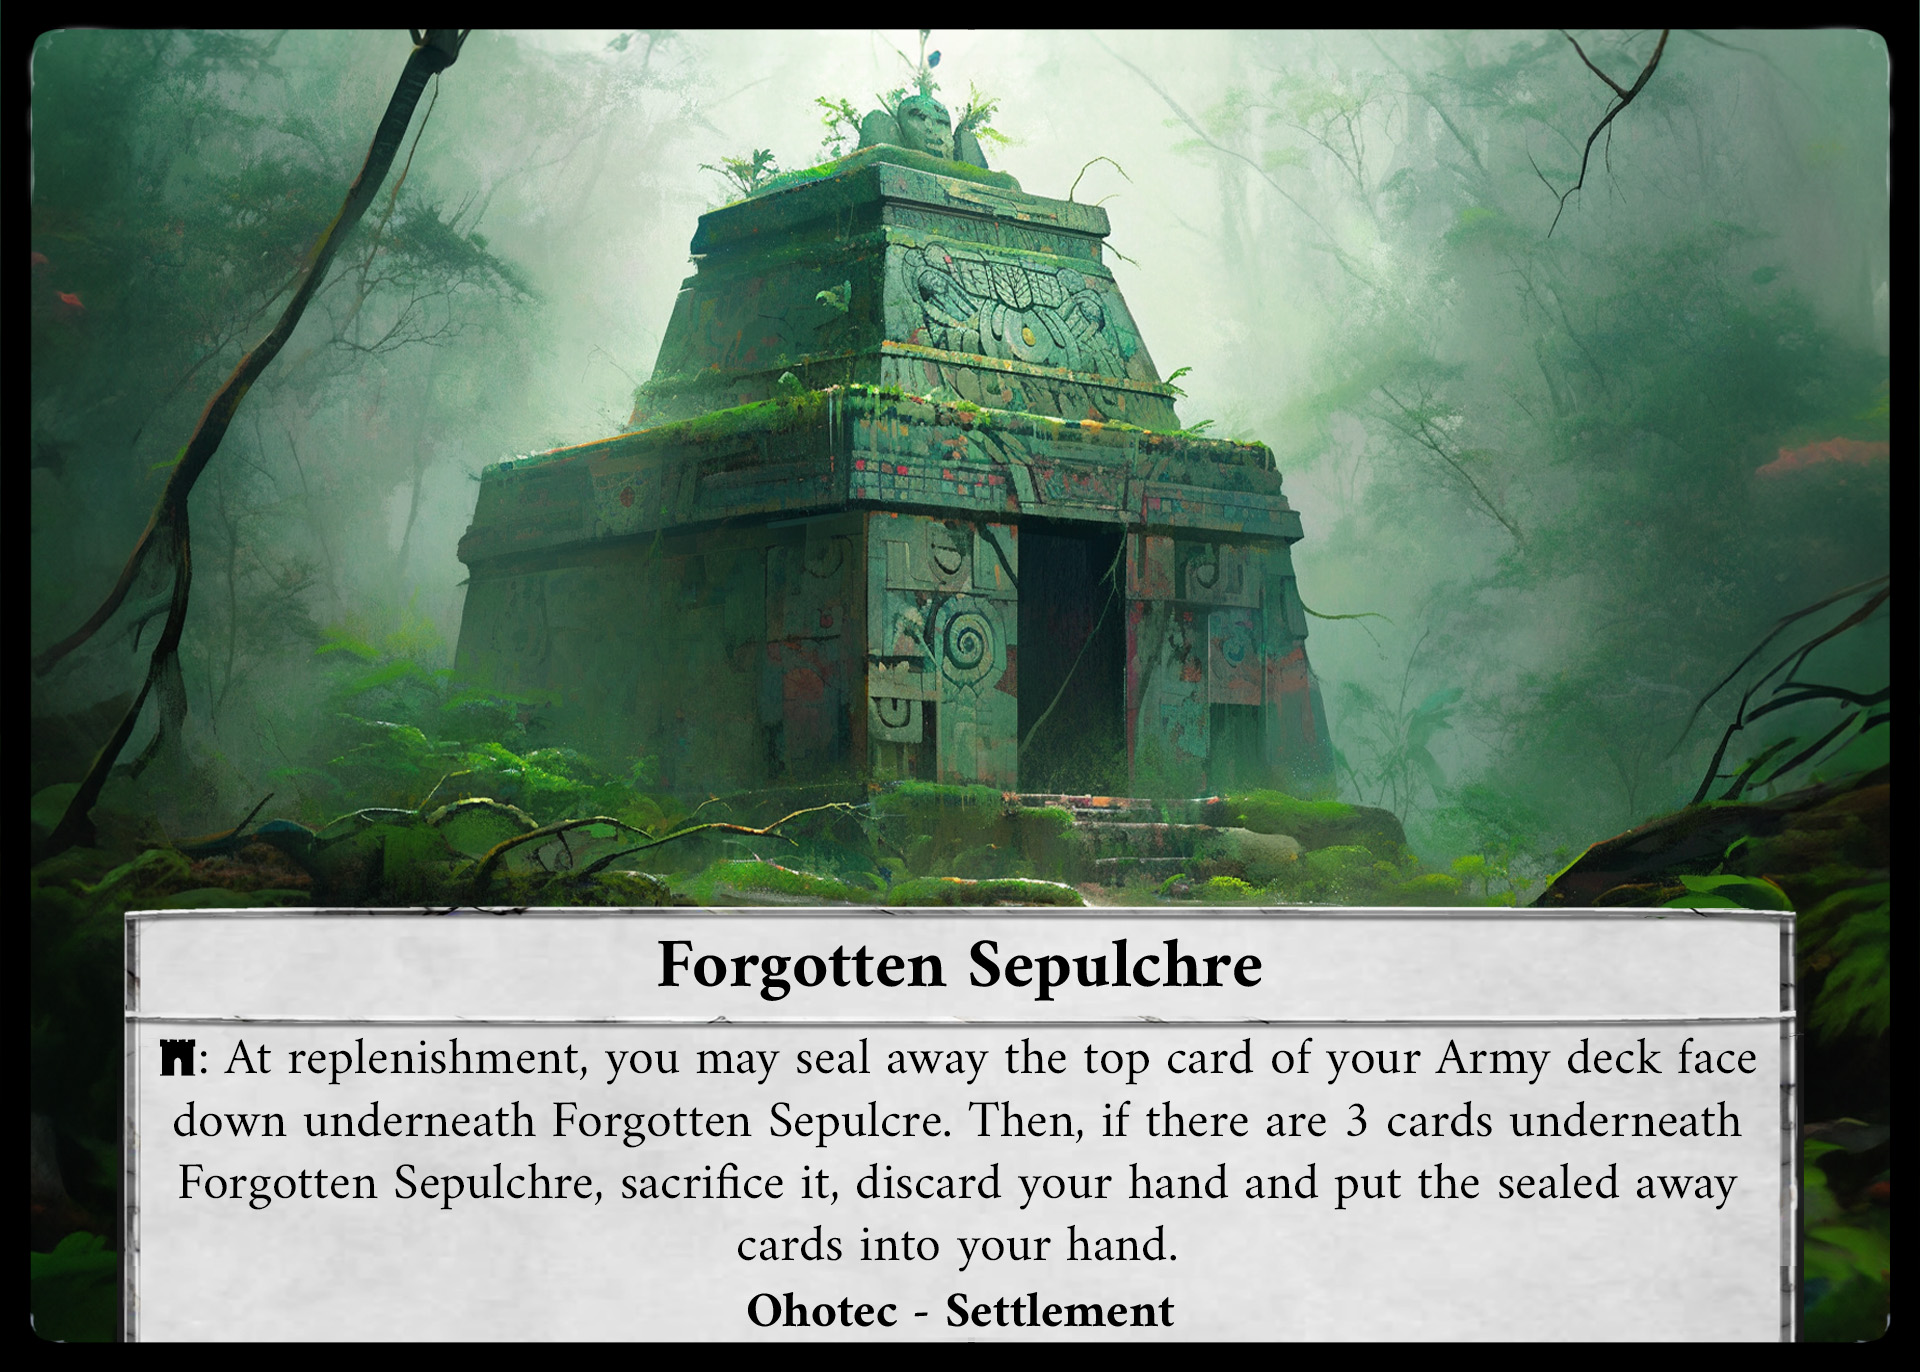 Forgotten Sepulchre
: At replenishment, you may seal away the top card of your Army deck face
down underneath Forgotten Sepulcre. Then, if there are 3 cards underneath
Forgotten Sepulchre, sacrifice it, discard your hand and put the sealed away
cards into your hand.
Ohotec - Settlement